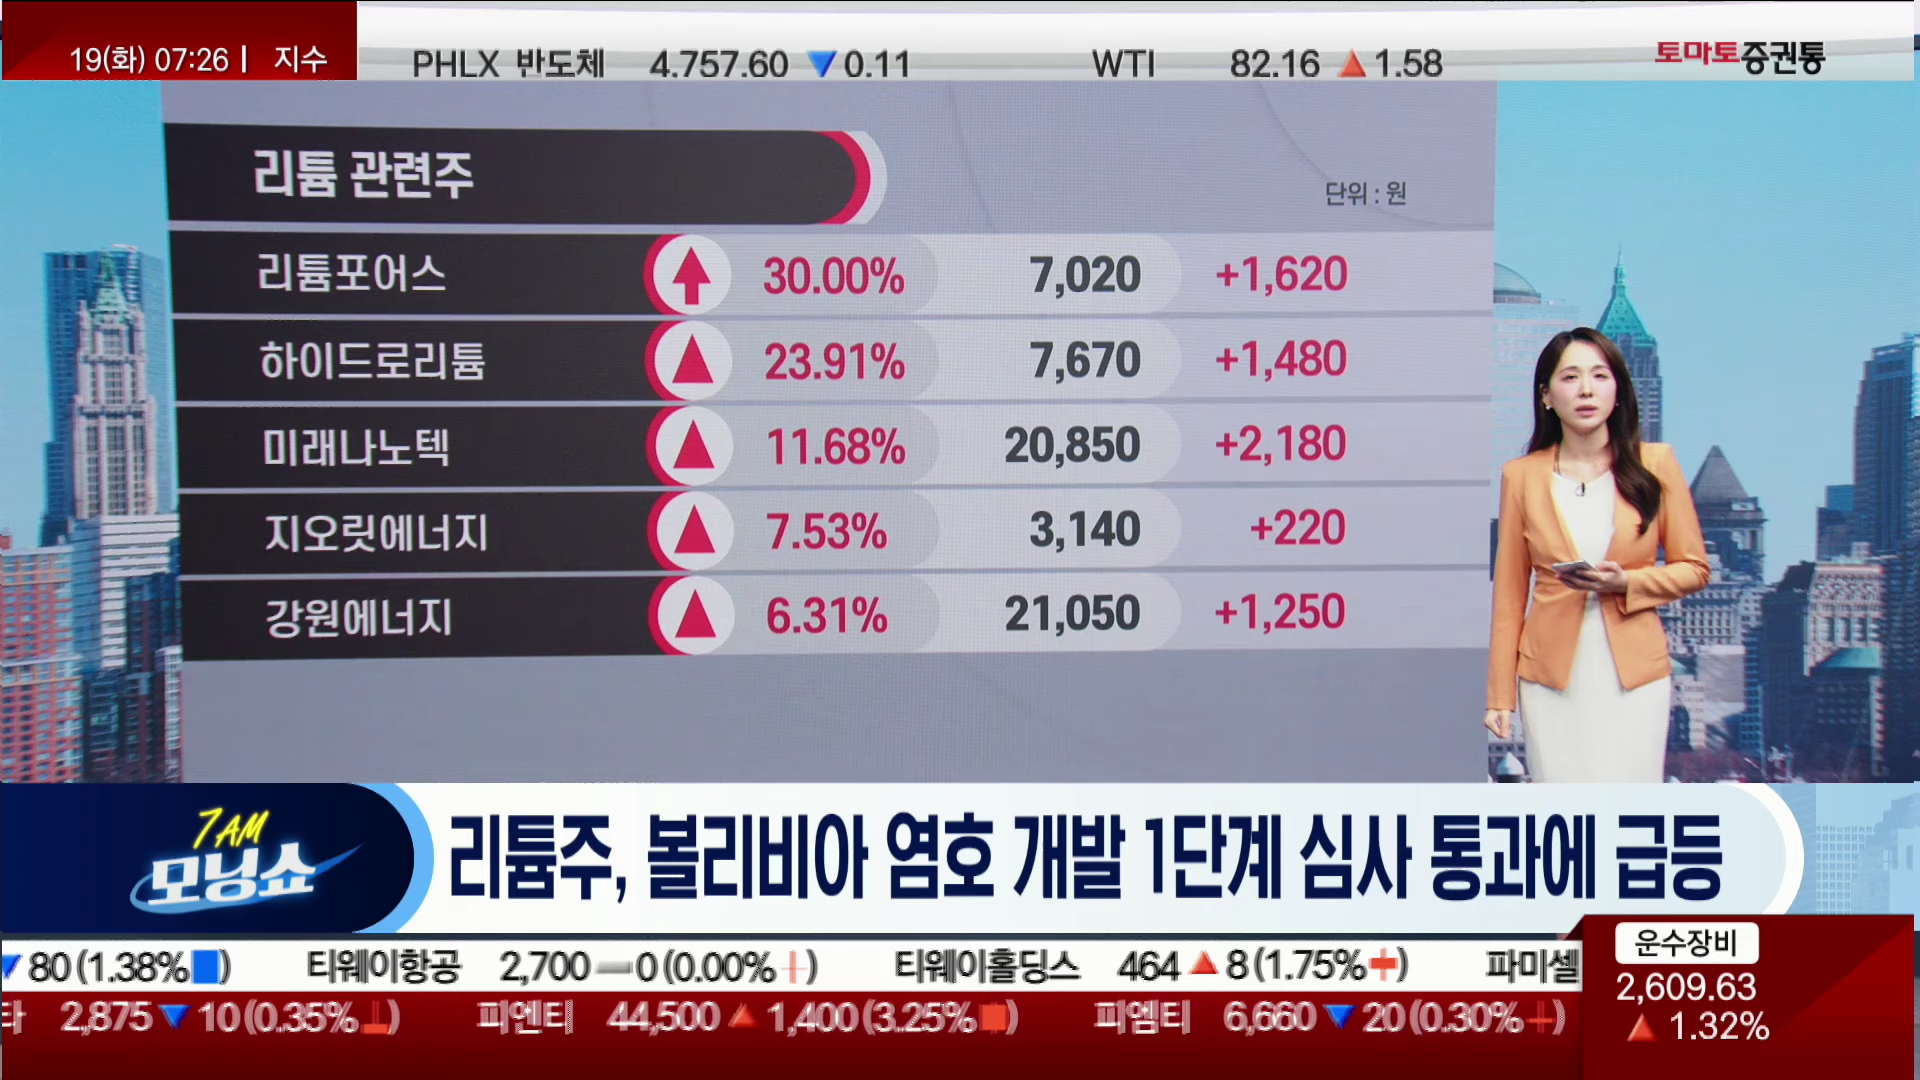 19(화) 07:26 | 지수
PHLX 반도체 4.757.60 ▼ 0.11 WTI 82.16 ▲ 1.58
토마토증권통
리튬 관련주
단위 : 원
리튬포어스 30.00% 7,020 +1,620
하이드로리튬 23.91% 7,670 +1,480
미래나노텍 11.68% 20,850 +2,180
지오릿에너지 7.53% 3,140 +220
강원에너지 6.31% 21,050 +1,250
7AM
모닝쇼
리튬주, 볼리비아 염호 개발 1단계 심사 통과에 급등
▼ 80 (1.38%) 티웨이항공 2,700 0 (0.00%) 티웨이홀딩스 464 ▲ 8 (1.75%) 파미셀
타 2,875 ▼ 10 (0.35%) 피엔티 44,500 ▲ 1,400 (3.25%) 피엠티 6,660 ▼ 20 (0.30%)
운수장비
2,609.63
▲ 1.32%